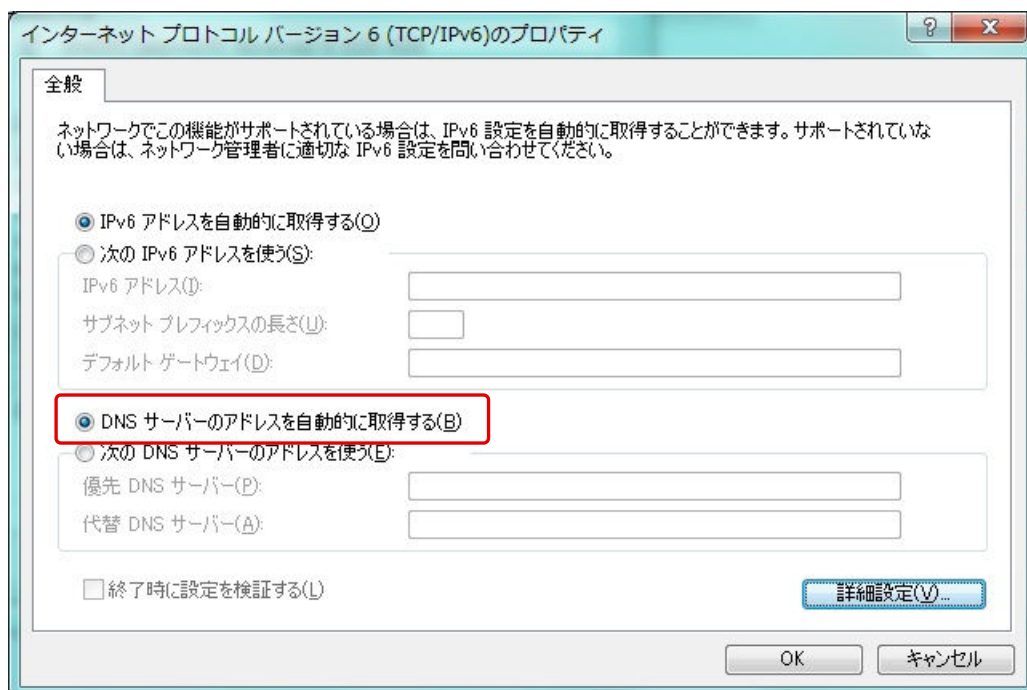 インターネット プロトコル バージョン 6 (TCP/IPv6)のプロパティ
全般
ネットワークでこの機能がサポートされている場合は、IPv6 設定を自動的に取得することができます。サポートされていな
い場合は、ネットワーク管理者に適切な IPv6 設定を問い合わせてください。
IPv6 アドレスを自動的に取得する(O)
次の IPv6 アドレスを使う(S):
IPv6 アドレス(I):
サブネット プレフィックスの長さ(U):
デフォルト ゲートウェイ(D):
DNS サーバーのアドレスを自動的に取得する(B)
次の DNS サーバーのアドレスを使う(E):
優先 DNS サーバー(P):
代替 DNS サーバー(A):
終了時に設定を検証する(L)
詳細設定(V)...
OK
キャンセル